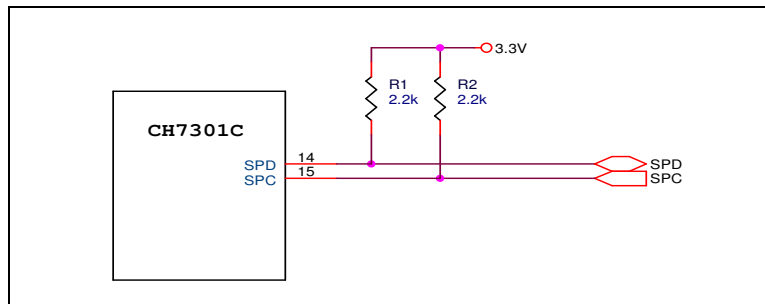 3.3V
R1
2.2k
R2
2.2k
CH7301C
SPD
14
SPD
SPC
15
SPC